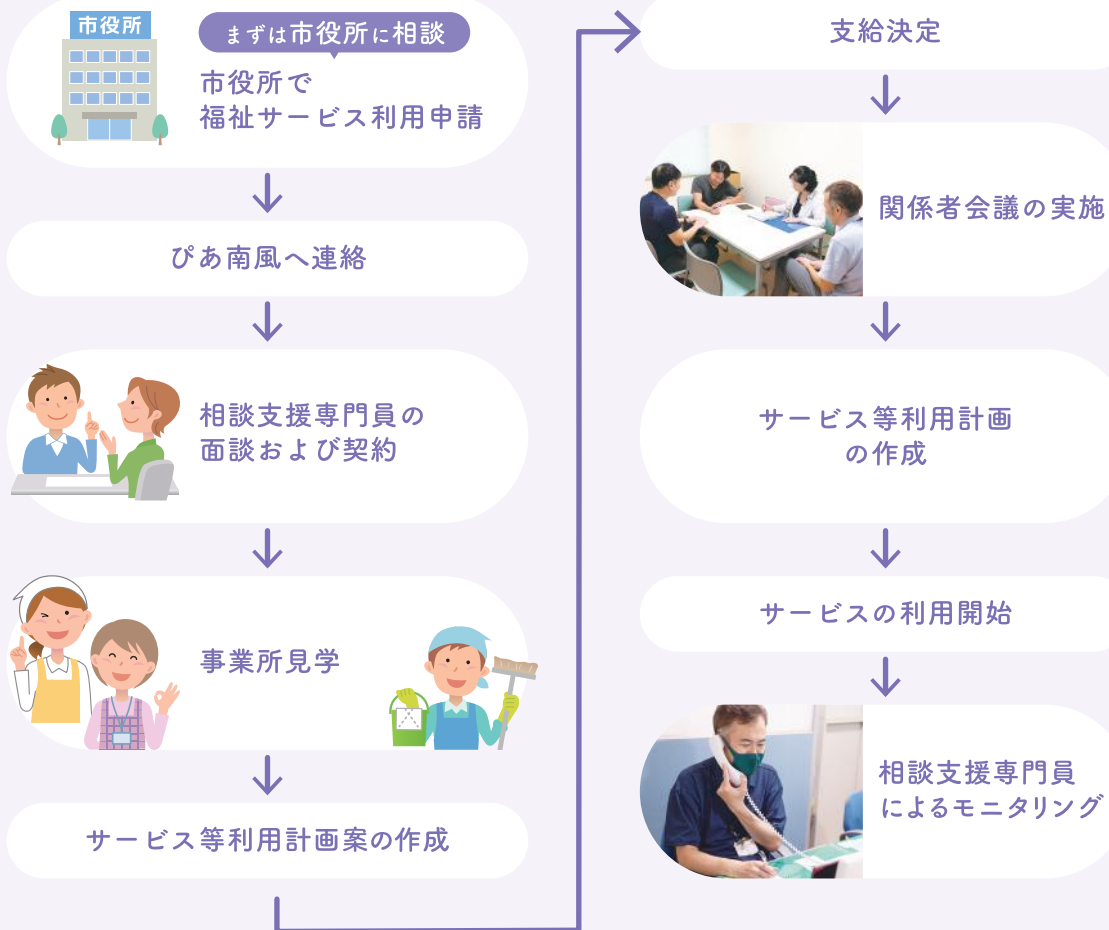 市役所
まずは市役所に相談
市役所で
福祉サービス利用申請
ぴあ南風へ連絡
相談支援専門員の
面談および契約
事業所見学
サービス等利用計画案の作成
支給決定
関係者会議の実施
サービス等利用計画
の作成
サービスの利用開始
相談支援専門員
によるモニタリング